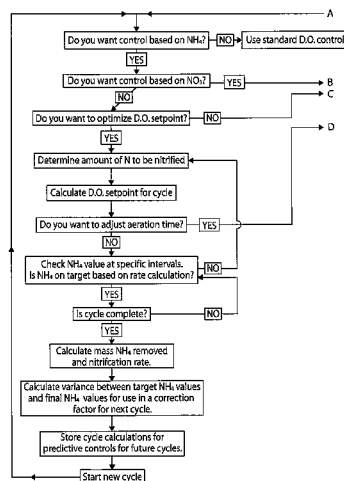 A
Do you want control based on NH₄?
NO
Use standard D.O. control
YES
Do you want control based on NO₃?
YES
B
NO
C
Do you want to optimize D.O. setpoint?
NO
D
YES
Determine amount of N to be nitrified
Calculate D.O. setpoint for cycle
Do you want to adjust aeration time?
YES
NO
Check NH₄ value at specific intervals.
Is NH₄ on target based on rate calculation?
NO
YES
Is cycle complete?
NO
YES
Calculate mass NH₄ removed
and nitrifcation rate.
Calculate variance between target NH₄ values
and final NH₄ values for use in a correction
factor for next cycle.
Store cycle calculations for
predictive controls for future cycles.
Start new cycle